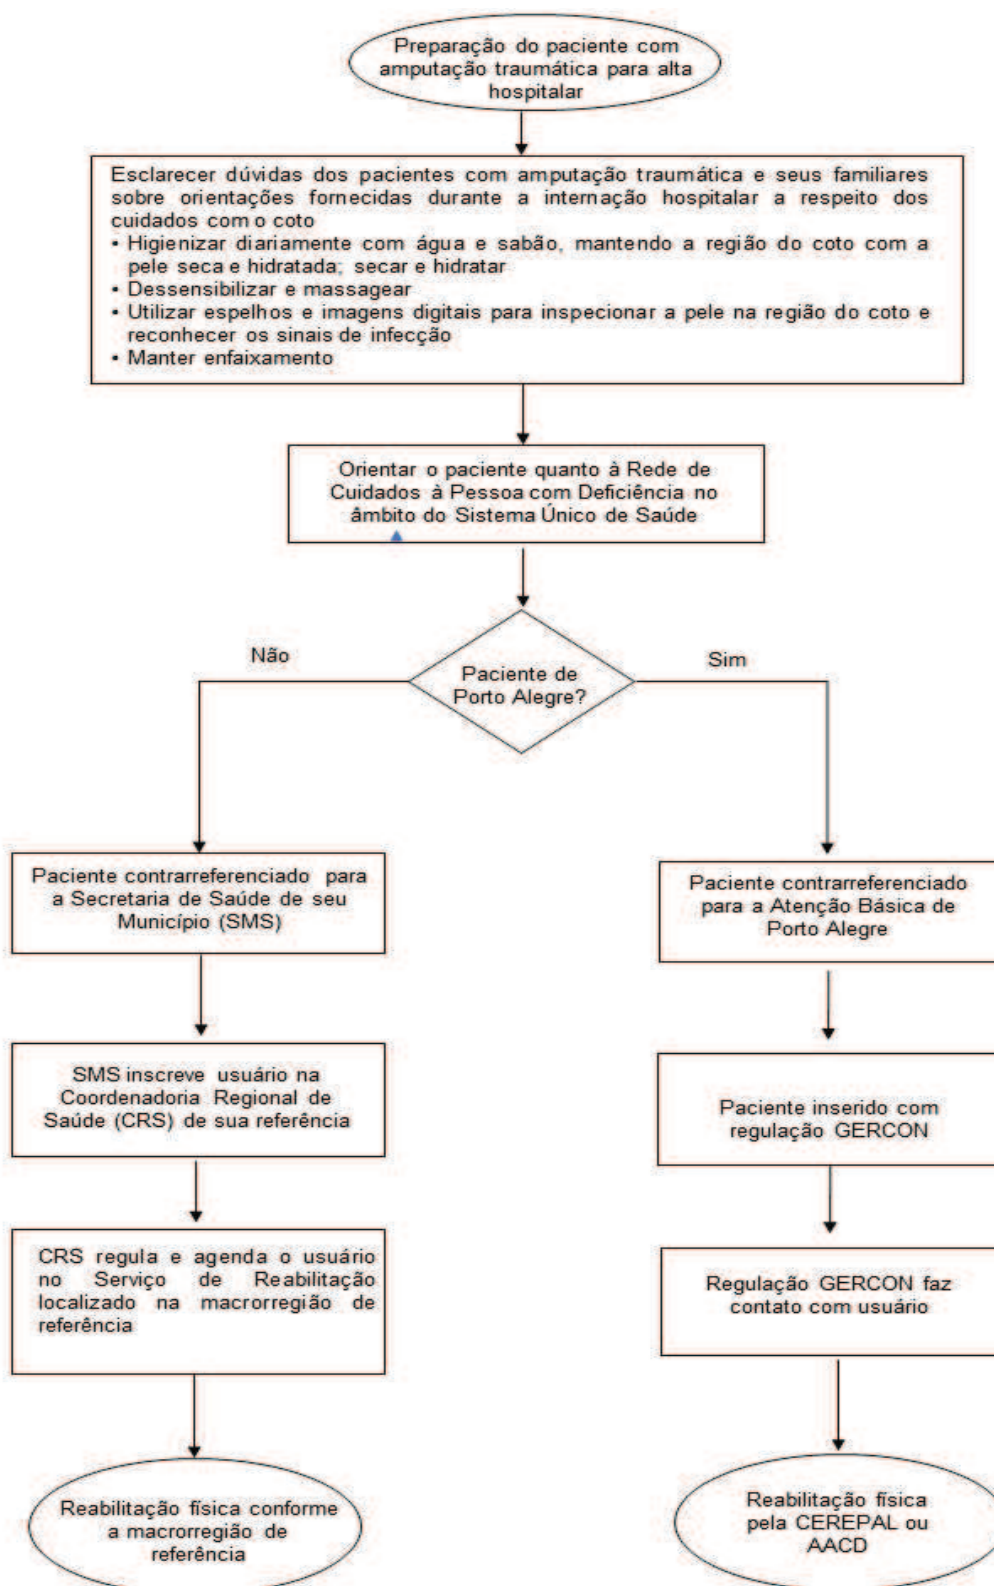 Preparação do paciente com
amputação traumática para alta
hospitalar
Esclarecer dúvidas dos pacientes com amputação traumática e seus familiares
sobre orientações fornecidas durante a internação hospitalar a respeito dos
cuidados com o coto
• Higienizar diariamente com água e sabão, mantendo a região do coto com a
pele seca e hidratada; secar e hidratar
• Dessensibilizar e massagear
• Utilizar espelhos e imagens digitais para inspecionar a pele na região do coto e
reconhecer os sinais de infecção
• Manter enfaixamento
Orientar o paciente quanto à Rede de
Cuidados à Pessoa com Deficiência no
âmbito do Sistema Único de Saúde
Paciente de
Porto Alegre?
Não
Paciente contrarreferenciado para
a Secretaria de Saúde de seu
Município (SMS)
SMS inscreve usuário na
Coordenadoria Regional de
Saúde (CRS) de sua referência
CRS regula e agenda o usuário
no Serviço de Reabilitação
localizado na macrorregião de
referência
Reabilitação física conforme
a macrorregião de
referência
Sim
Paciente contrarreferenciado
para a Atenção Básica de
Porto Alegre
Paciente inserido com
regulação GERCON
Regulação GERCON faz
contato com usuário
Reabilitação física
pela CEREPAL ou
AACD